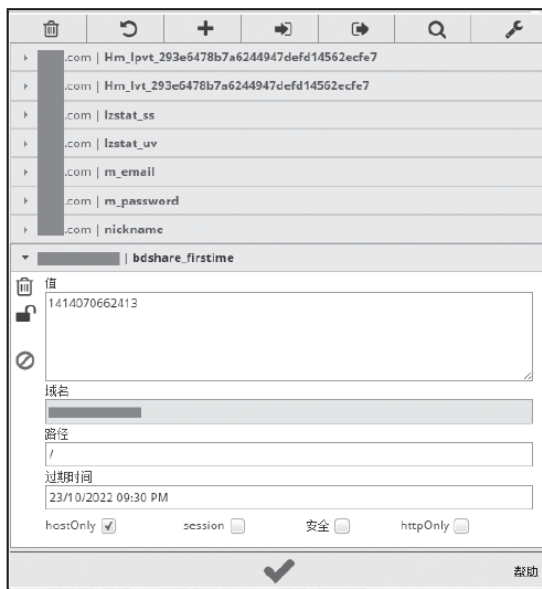 .com | Hm_lpvt_293e6478b7a6244947defd14562ecfe7
.com | Hm_lvt_293e6478b7a6244947defd14562ecfe7
.com | lzstat_ss
.com | lzstat_uv
.com | m_email
.com | m_password
.com | nickname
| bdshare_firstime
值
1414070662413
域名
路径
/
过期时间
23/10/2022 09:30 PM
hostOnly session 安全 httpOnly
帮助